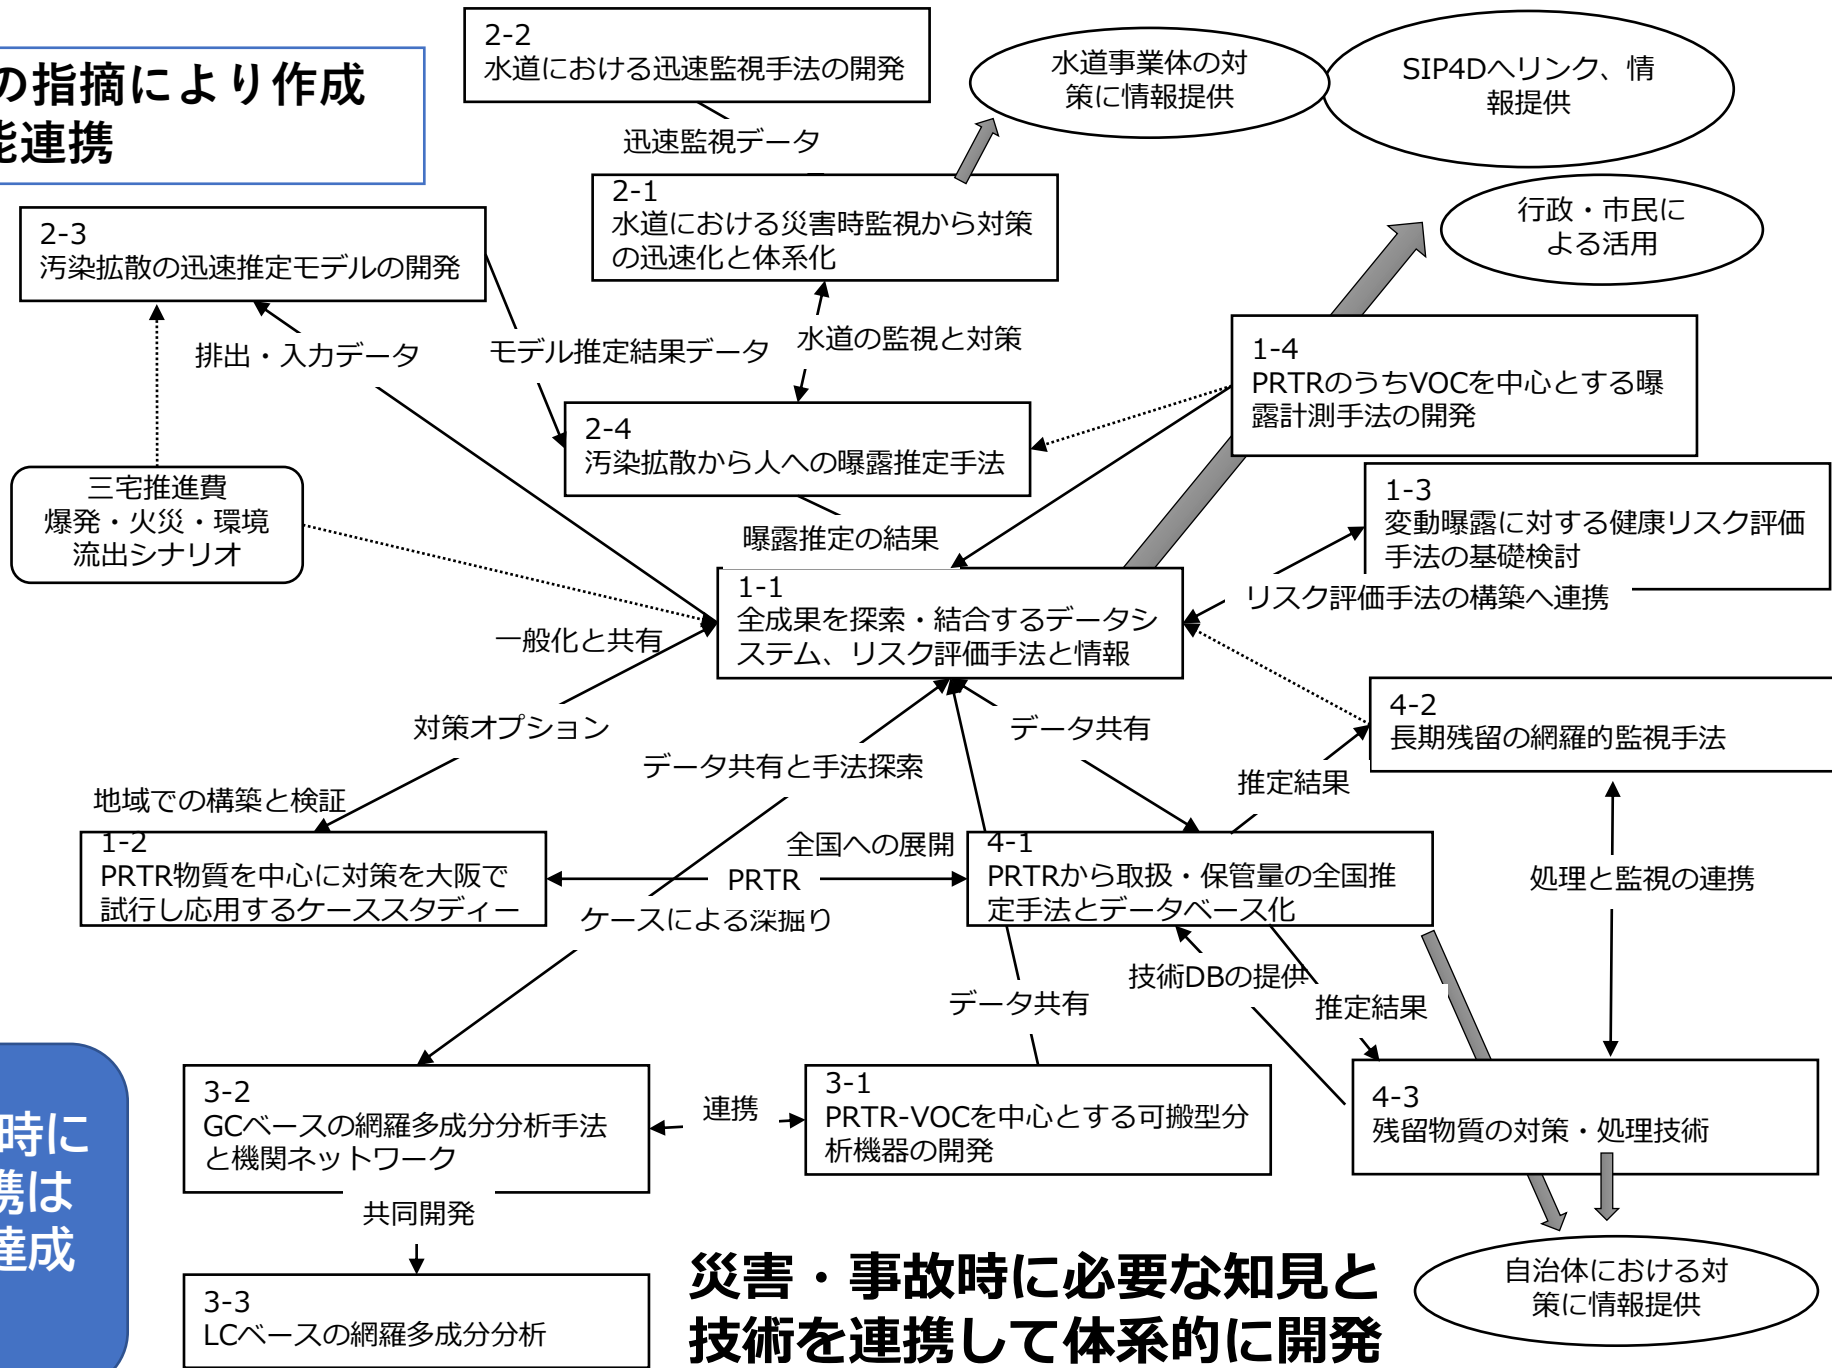 の指摘により作成
能連携
2-2
水道における迅速監視手法の開発
水道事業体の対
策に情報提供
SIP4Dへリンク、情
報提供
迅速監視データ
2-1
水道における災害時監視から対策
の迅速化と体系化
行政・市民に
よる活用
2-3
汚染拡散の迅速推定モデルの開発
排出・入力データ
モデル推定結果データ
水道の監視と対策
1-4
PRTRのうちVOCを中心とする曝
露計測手法の開発
2-4
汚染拡散から人への曝露推定手法
三宅推進費
爆発・火災・環境
流出シナリオ
1-3
変動曝露に対する健康リスク評価
手法の基礎検討
曝露推定の結果
リスク評価手法の構築へ連携
1-1
全成果を探索・結合するデータシ
ステム、リスク評価手法と情報
一般化と共有
対策オプション
データ共有と手法探索
データ共有
4-2
長期残留の網羅的監視手法
推定結果
地域での構築と検証
1-2
PRTR物質を中心に対策を大阪で
試行し応用するケーススタディー
全国への展開
PRTR
ケースによる深掘り
4-1
PRTRから取扱・保管量の全国推
定手法とデータベース化
処理と監視の連携
技術DBの提供
データ共有
推定結果
3-2
GCベースの網羅多成分分析手法
と機関ネットワーク
連携
3-1
PRTR-VOCを中心とする可搬型分
析機器の開発
4-3
残留物質の対策・処理技術
時に
携は
達成
共同開発
3-3
LCベースの網羅多成分分析
災害・事故時に必要な知見と
技術を連携して体系的に開発
自治体における対
策に情報提供